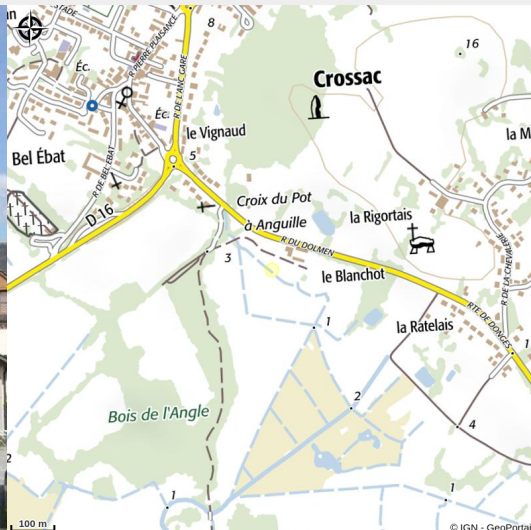 8
16
R PIERRE PLAISANCE
Éc.
Crossac
R DE L'ANC. GARE
Éc.
le Vignaud
la M
5
Bel Ébat
R DE BEL ÉBAT
Croix du Pot
à Anguille
la Rigortais
D 16
R DU DOLMEN
R DE LA CHEVALERIE
3
le Blanchot
RTE DE DONGES
1
la Ratelais
1
2
Bois de l'Angle
4
2
1
1
100 m
© IGN - GeoPortai